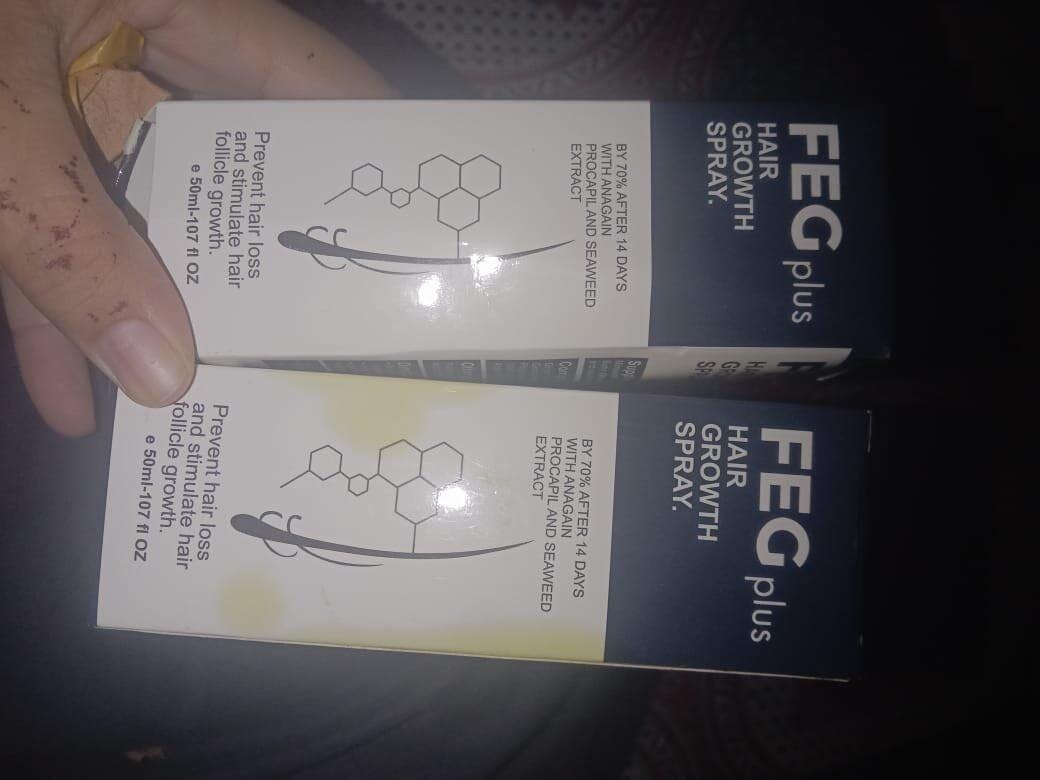 FEG plus
HAIR
GROWTH
SPRAY.
BY 70% AFTER 14 DAYS
WITH ANAGAIN
PROCAPIL AND SEAWEED
EXTRACT
Prevent hair loss
and stimulate hair
follicle growth.
e 50ml-107 fl OZ
FEG plus
HAIR
GROWTH
SPRAY.
BY 70% AFTER 14 DAYS
WITH ANAGAIN
PROCAPIL AND SEAWEED
EXTRACT
Prevent hair loss
and stimulate hair
follicle growth.
e 50ml-107 fl OZ